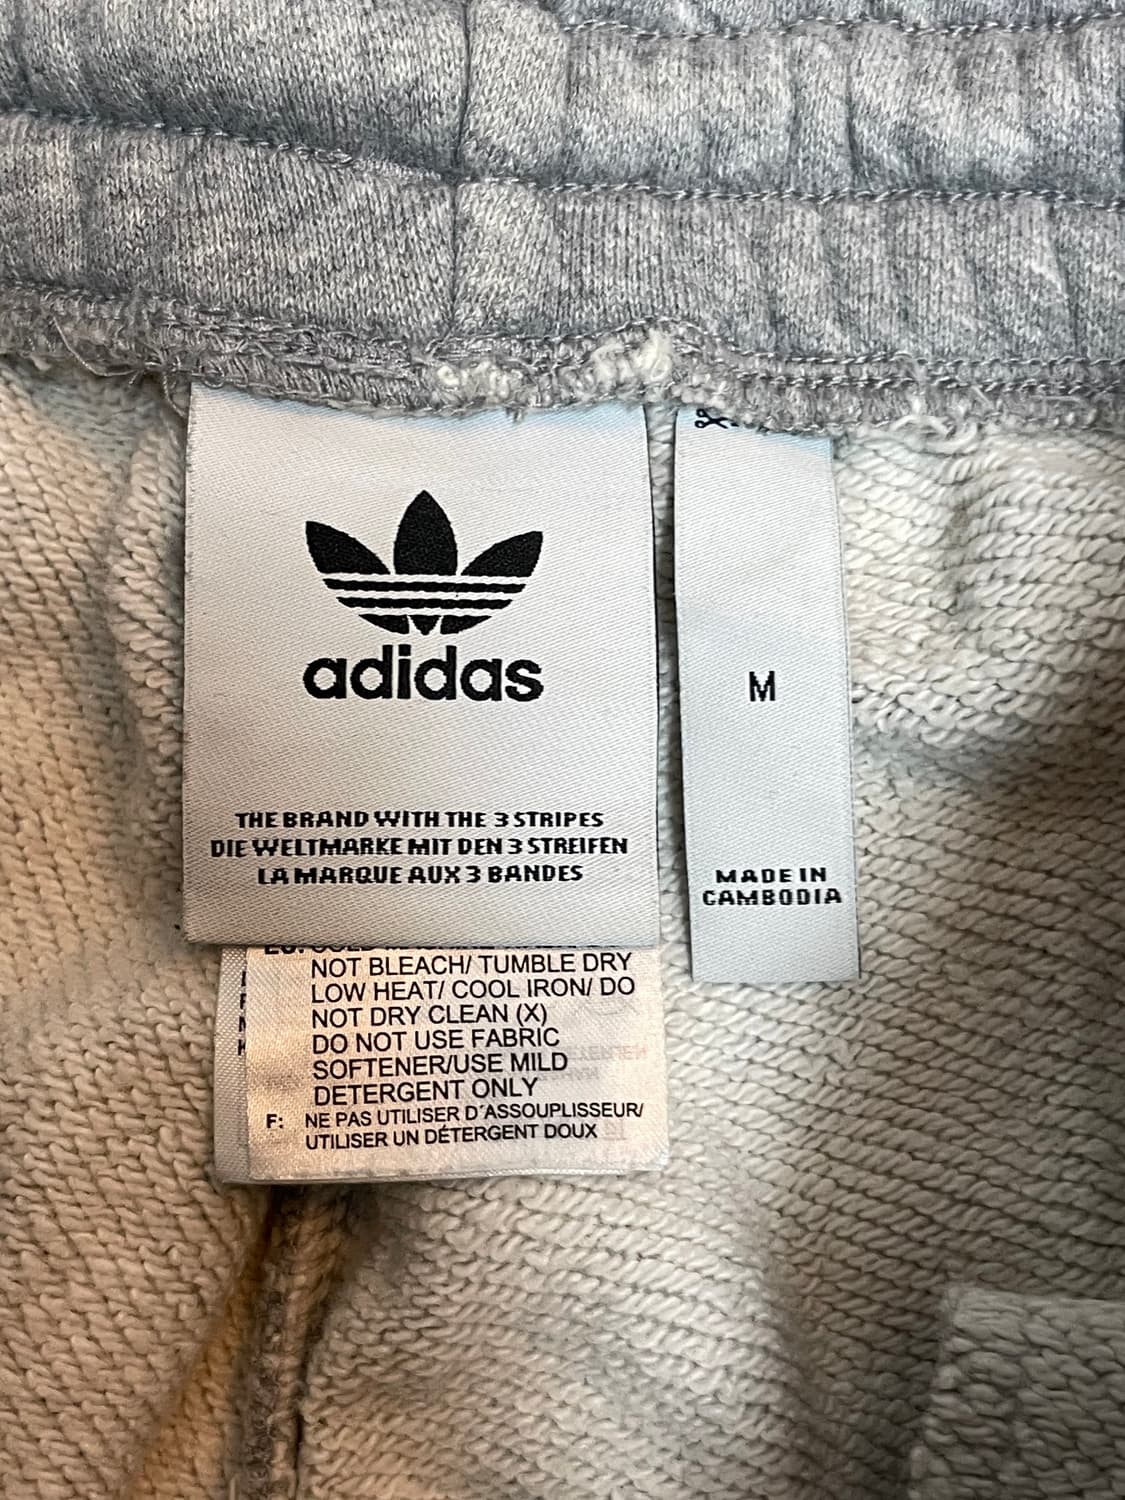 adidas
THE BRAND WITH THE 3 STRIPES
DIE WELTMARKE MIT DEN 3 STREIFEN
LA MARQUE AUX 3 BANDES
M
MADE IN
CAMBODIA
NOT BLEACH/ TUMBLE DRY
LOW HEAT/ COOL IRON/ DO
NOT DRY CLEAN (X)
DO NOT USE FABRIC
SOFTENER/USE MILD
DETERGENT ONLY
F: NE PAS UTILISER D'ASSOUPLISSEUR/
UTILISER UN DÉTERGENT DOUX